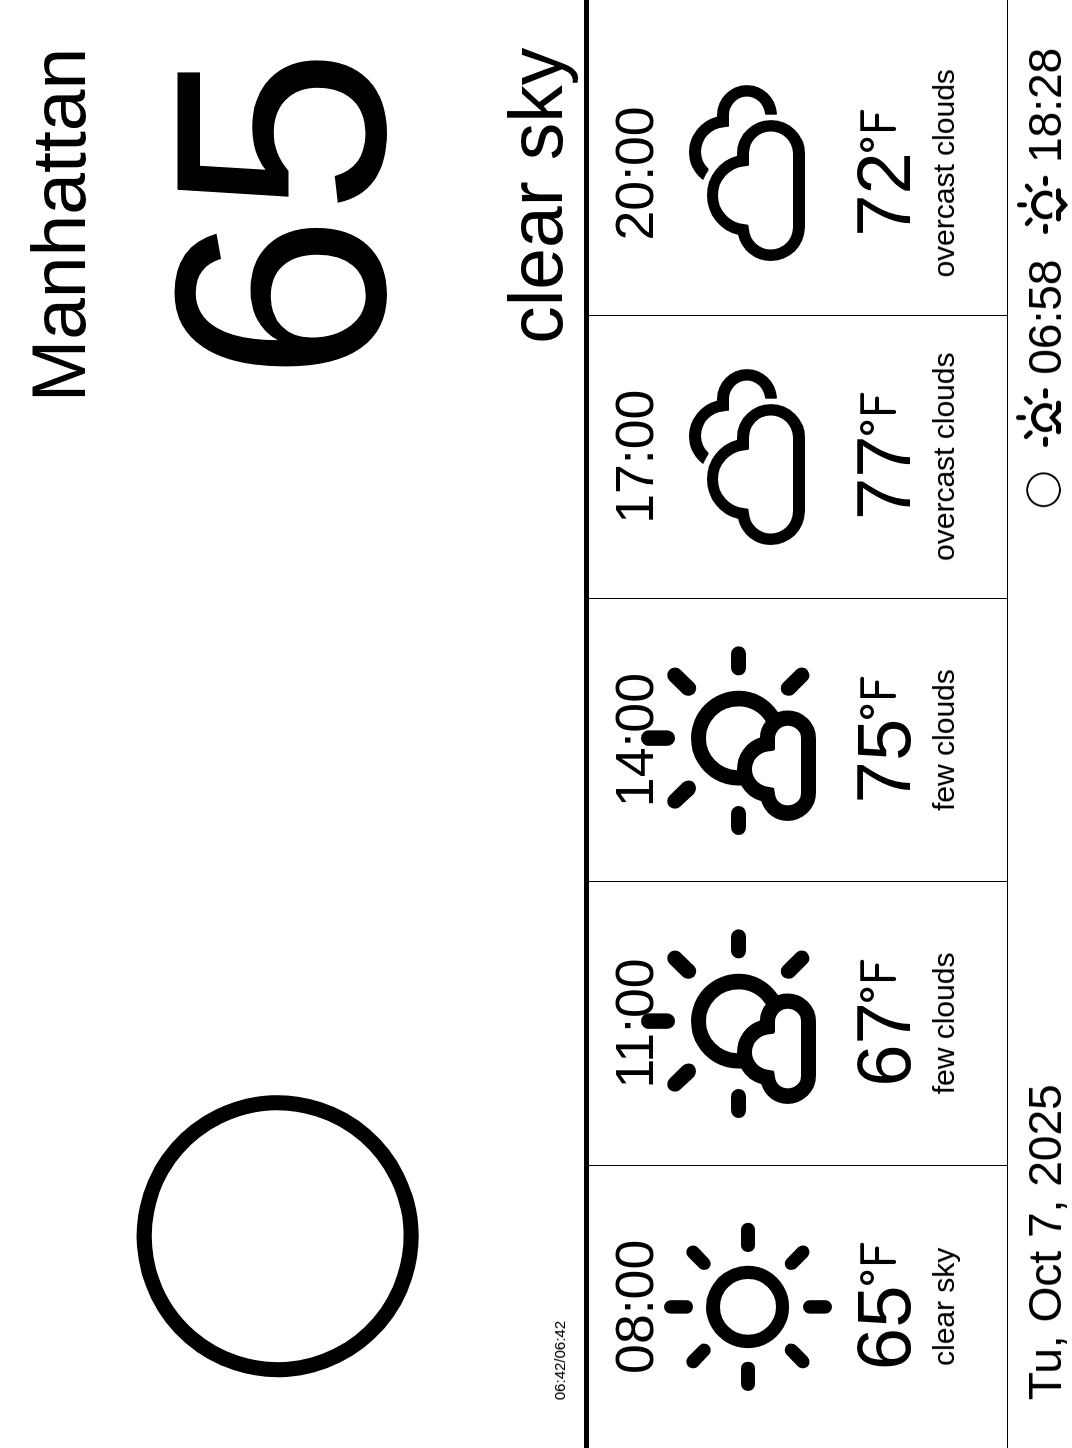 Manhattan
65
clear sky
06:42/06:42
08:00
65°F
clear sky
11:00
67°F
few clouds
14:00
75°F
few clouds
17:00
77°F
overcast clouds
20:00
72°F
overcast clouds
Tu, Oct 7, 2025
06:58 18:28